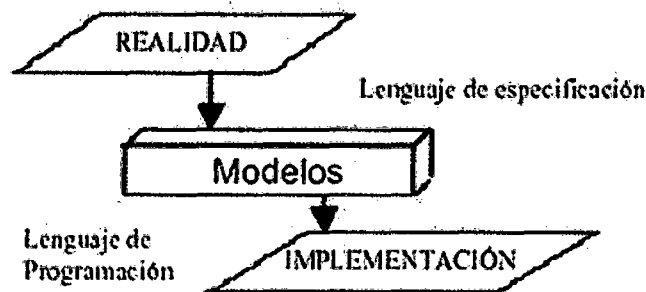 REALIDAD
Lenguaje de especificación
Modelos
Lenguaje de
Programación
IMPLEMENTACIÓN